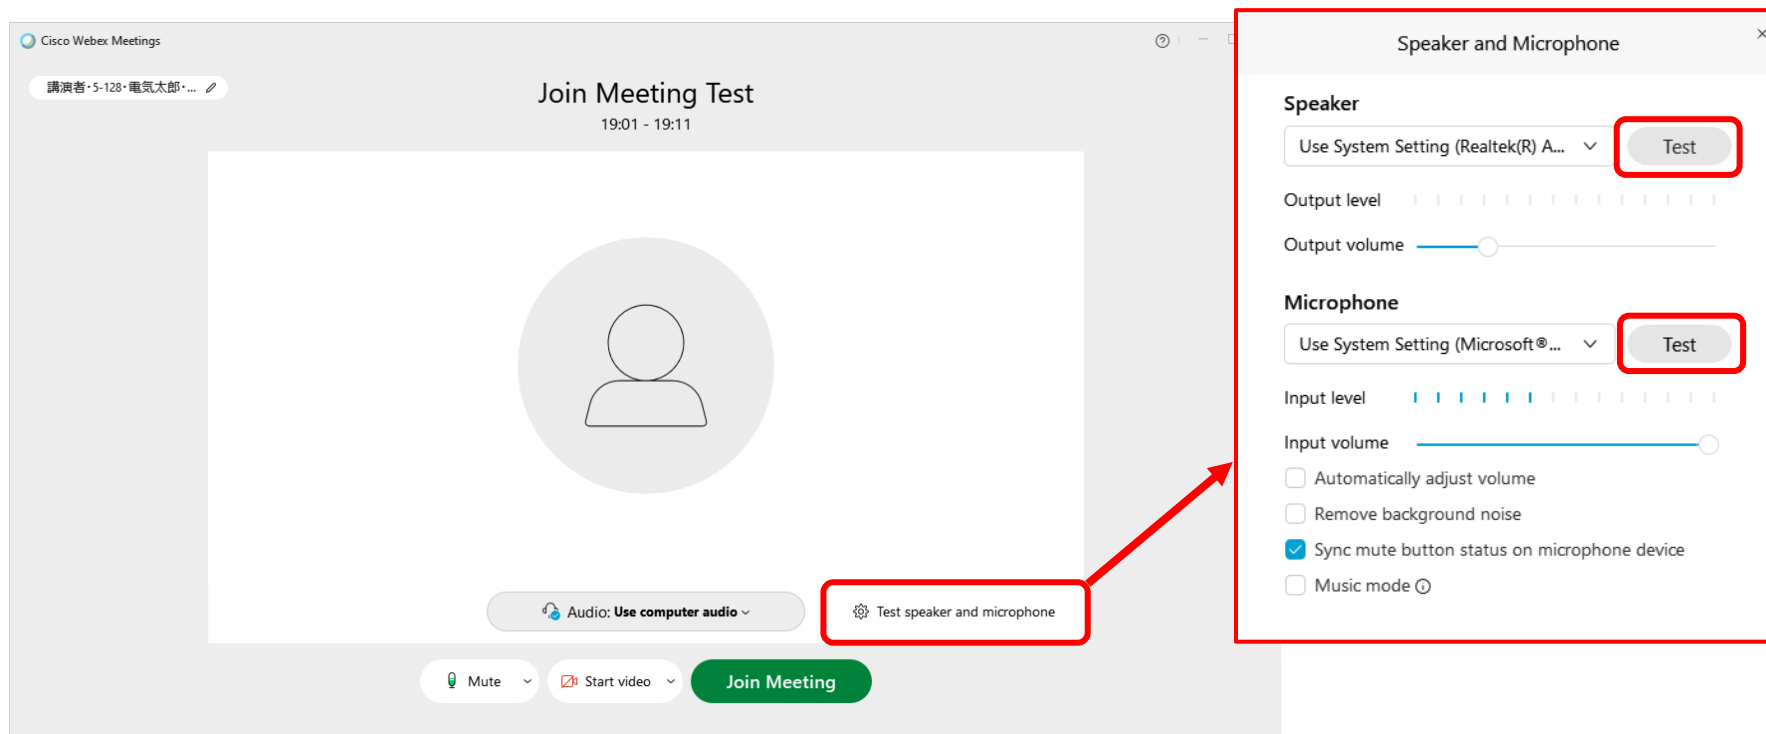 Cisco Webex Meetings
講演者・5-128・電気太郎・...
Join Meeting Test
19:01 - 19:11
Audio: Use computer audio
Test speaker and microphone
Mute
Start video
Join Meeting
Speaker and Microphone
Speaker
Use System Setting (Realtek(R) A...
Test
Output level
Output volume
Microphone
Use System Setting (Microsoft®...
Test
Input level
Input volume
Automatically adjust volume
Remove background noise
Sync mute button status on microphone device
Music mode